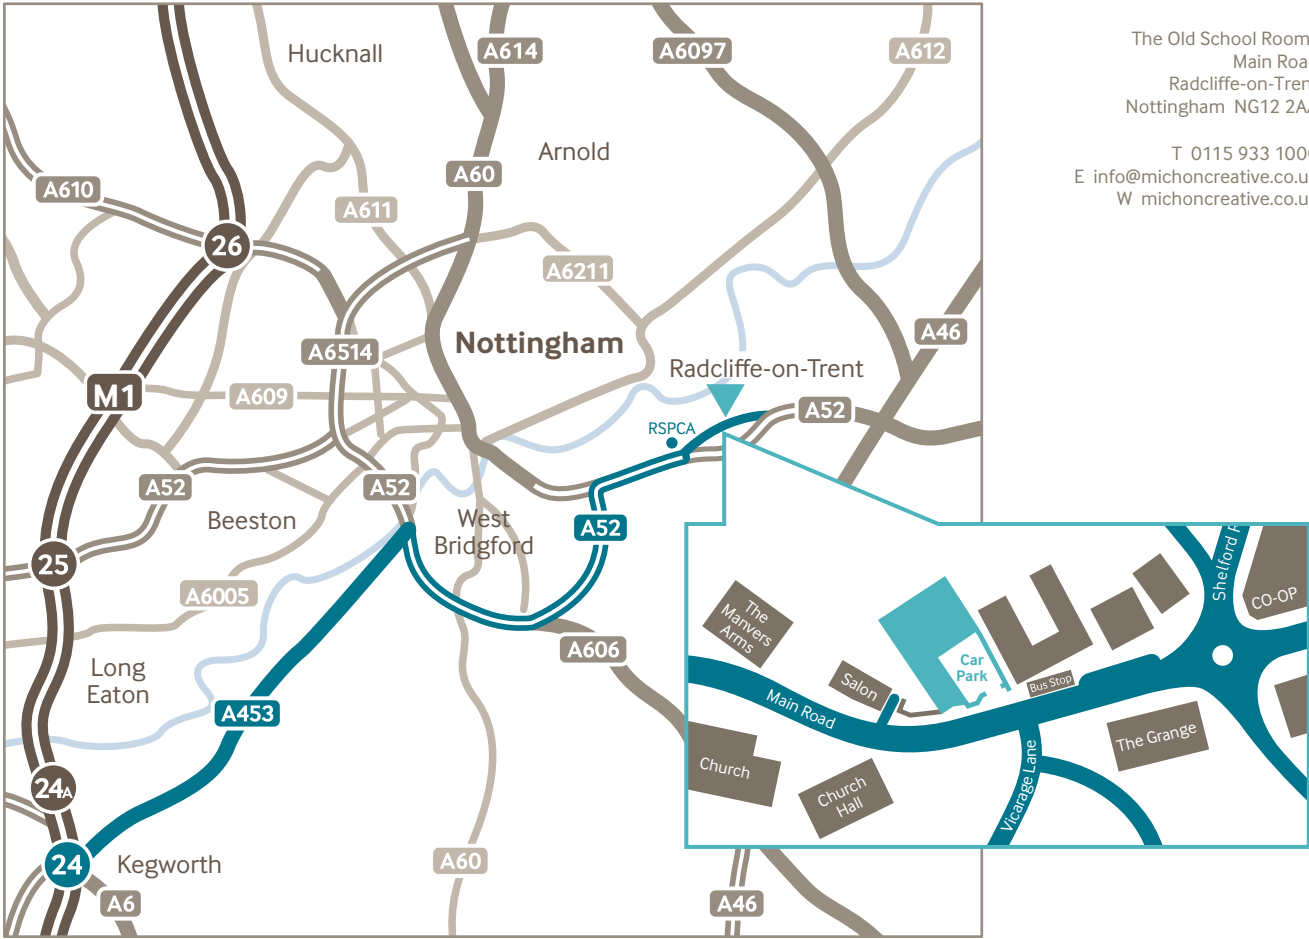 Hucknall
A614
A6097
A612
The Old School Room
Main Roa
Radcliffe-on-Tren
Nottingham NG12 2A
T 0115 933 100
E info@michoncreative.co.u
W michoncreative.co.u
Arnold
A60
A610
A611
26
A6211
A46
Nottingham
A6514
Radcliffe-on-Trent
M1
A609
A52
RSPCA
A52
A52
Beeston
West
Bridgford
A52
25
A6005
A606
Long
Eaton
A453
24A
24
Kegworth
A6
A60
A46
Shelford
CO-OP
The
Manvers
Arms
Car
Park
Salon
Bus Stop
Main Road
The Grange
Church
Church
Hall
Vicarage Lane